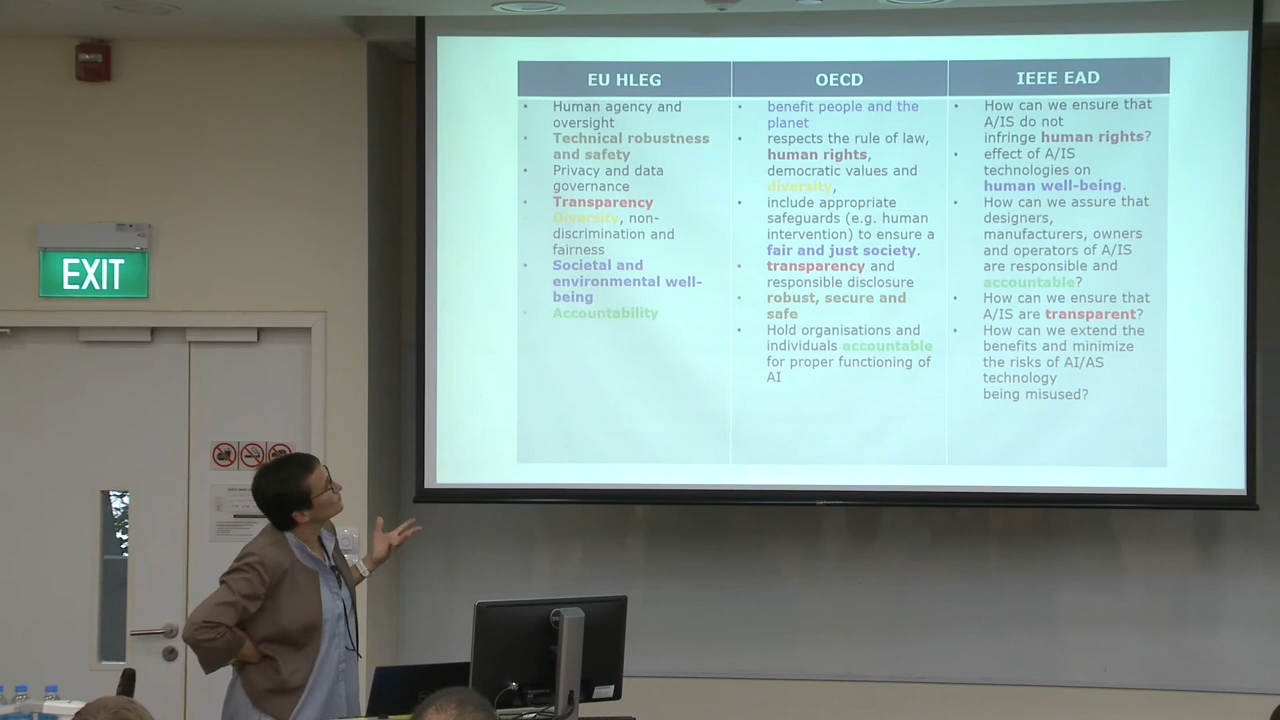 EXIT
EU HLEG
Human agency and
oversight
Technical robustness
and safety
Privacy and data
governance
Transparency
Diversity, non-
discrimination and
fairness
Societal and
environmental well-
being
Accountability
OECD
benefit people and the
planet
respects the rule of law,
human rights,
democratic values and
diversity,
include appropriate
safeguards (e.g. human
intervention) to ensure a
fair and just society.
transparency and
responsible disclosure
robust, secure and
safe
Hold organisations and
individuals accountable
for proper functioning of
AI
IEEE EAD
How can we ensure that
A/IS do not
infringe human rights?
effect of A/IS
technologies on
human well-being.
How can we assure that
designers,
manufacturers, owners
and operators of A/IS
are responsible and
accountable?
How can we ensure that
A/IS are transparent?
How can we extend the
benefits and minimize
the risks of AI/AS
technology
being misused?